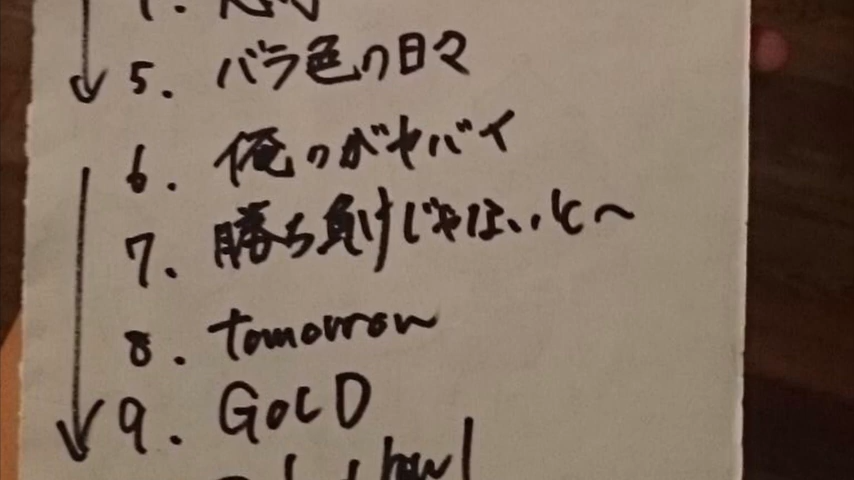 5. バラ色の日々
6. 俺のがヤバイ
7. 勝ち負けじゃないと〜
8. tomorrow
9. GOLD